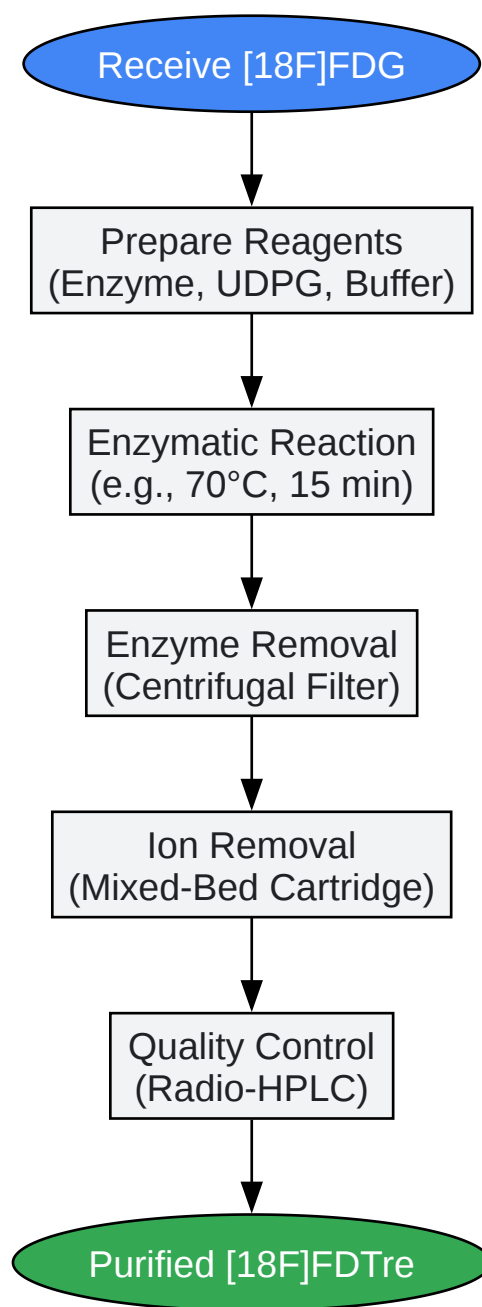 Receive [18F]FDG
Prepare Reagents
(Enzyme, UDPG, Buffer)
Enzymatic Reaction
(e.g., 70°C, 15 min)
Enzyme Removal
(Centrifugal Filter)
Ion Removal
(Mixed-Bed Cartridge)
Quality Control
(Radio-HPLC)
Purified [18F]FDTre